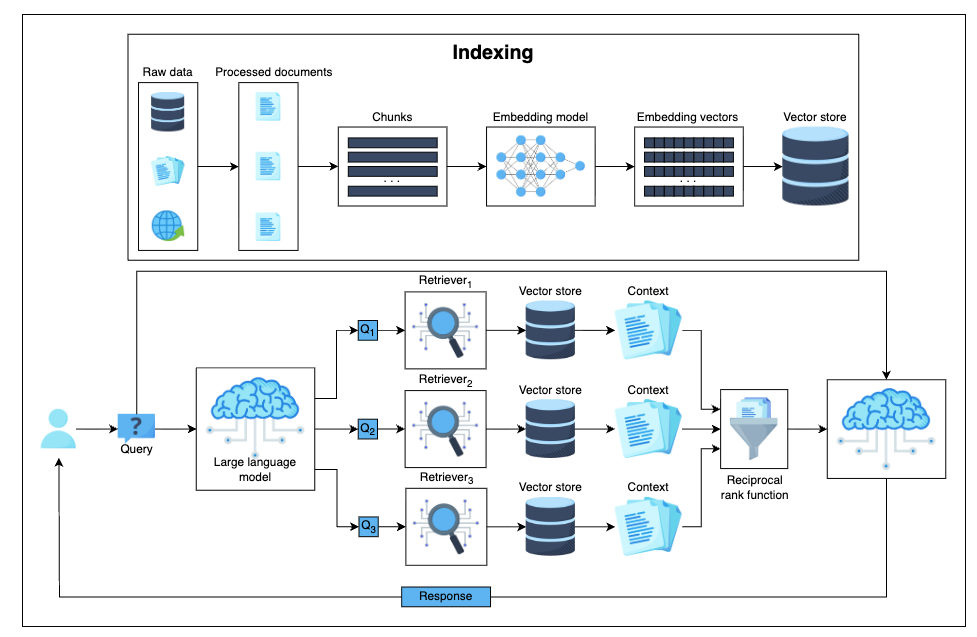 Indexing
Raw data
Processed documents
Chunks
Embedding model
Embedding vectors
Vector store
. . .
. . .
Retriever1
Vector store
Context
Q1
Retriever2
Vector store
Context
?
Query
Large language
model
Q2
Retriever3
Vector store
Context
Reciprocal
rank function
Q3
Response